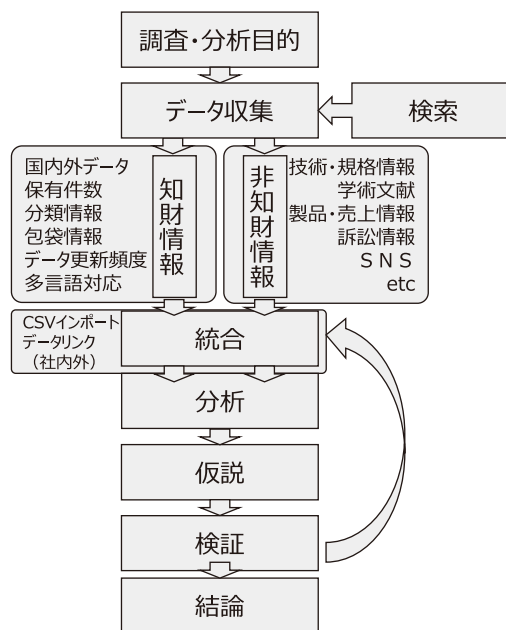 調査・分析目的
データ収集
検索
国内外データ
保有件数
分類情報
包袋情報
データ更新頻度
多言語対応
知財情報
非知財情報
技術・規格情報
学術文献
製品・売上情報
訴訟情報
SNS
etc
CSVインポート
データリンク
(社内外)
統合
分析
仮説
検証
結論